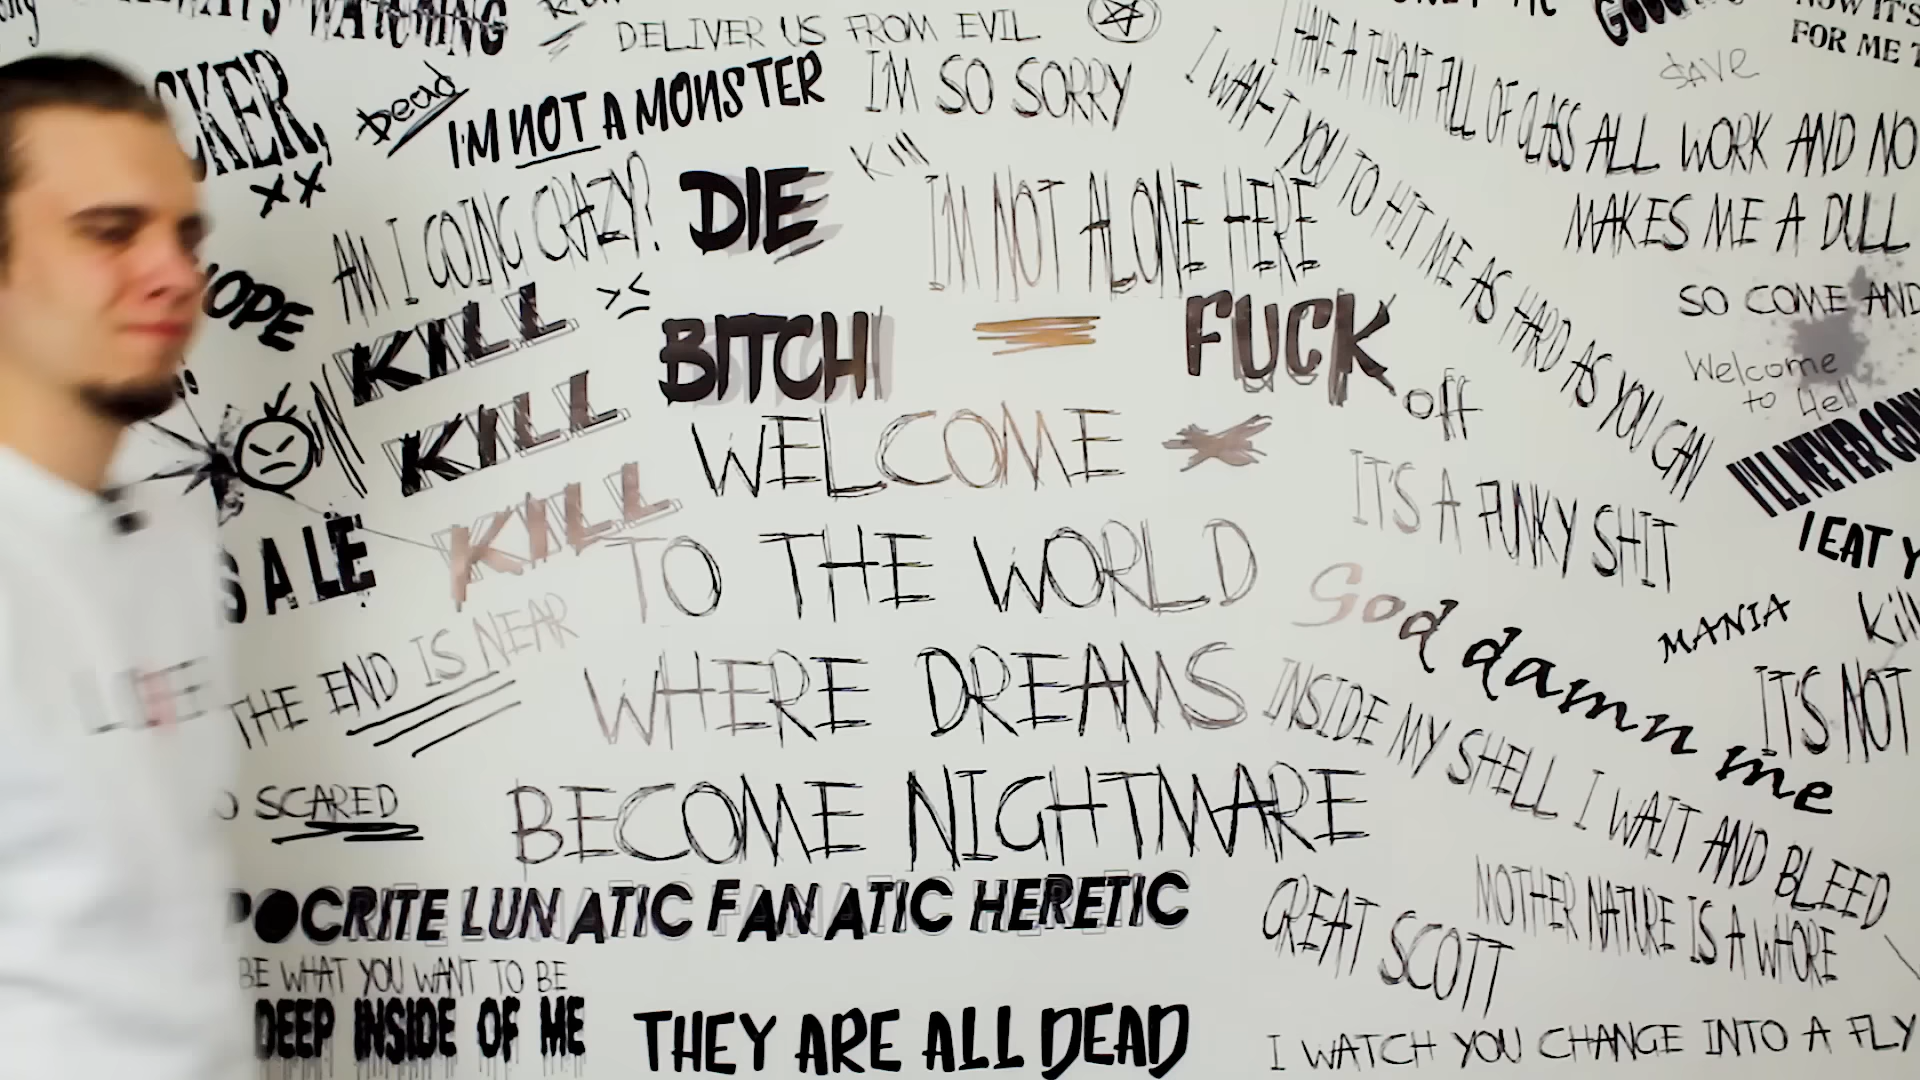 WATCHING
DELIVER US FROM EVIL
FOR ME
SAVE
CKER,
Dead
I'M NOT A MONSTER
I'M SO SORRY
I HAVE A THROAT FULL OF GLASS
I WANT YOU TO HIT ME AS HARD AS YOU CAN
ALL WORK AND NO
MAKES ME A DULL
XX
AM I GOING CRAZY?
DIE
Kill
I'M NOT ALONE HERE
SO COME AND
Welcome
to Hell
OPE
KILL
KILL
KILL
BITCH
FUCK
off
I'LL NEVER
I EAT
WELCOME
TO THE WORLD
WHERE DREAMS
BECOME NIGHTMARE
IT'S A FUNKY SHIT
S A LE
God damn me
MANIA
Kill
IT'S NOT
THE END IS NEAR
INSIDE MY SHELL I WAIT AND BLEED
SCARED
POCRITE LUNATIC FANATIC HERETIC
GREAT SCOTT
MOTHER NATURE IS A WHORE
BE WHAT YOU WANT TO BE
DEEP INSIDE OF ME
THEY ARE ALL DEAD
I WATCH YOU CHANGE INTO A FLY